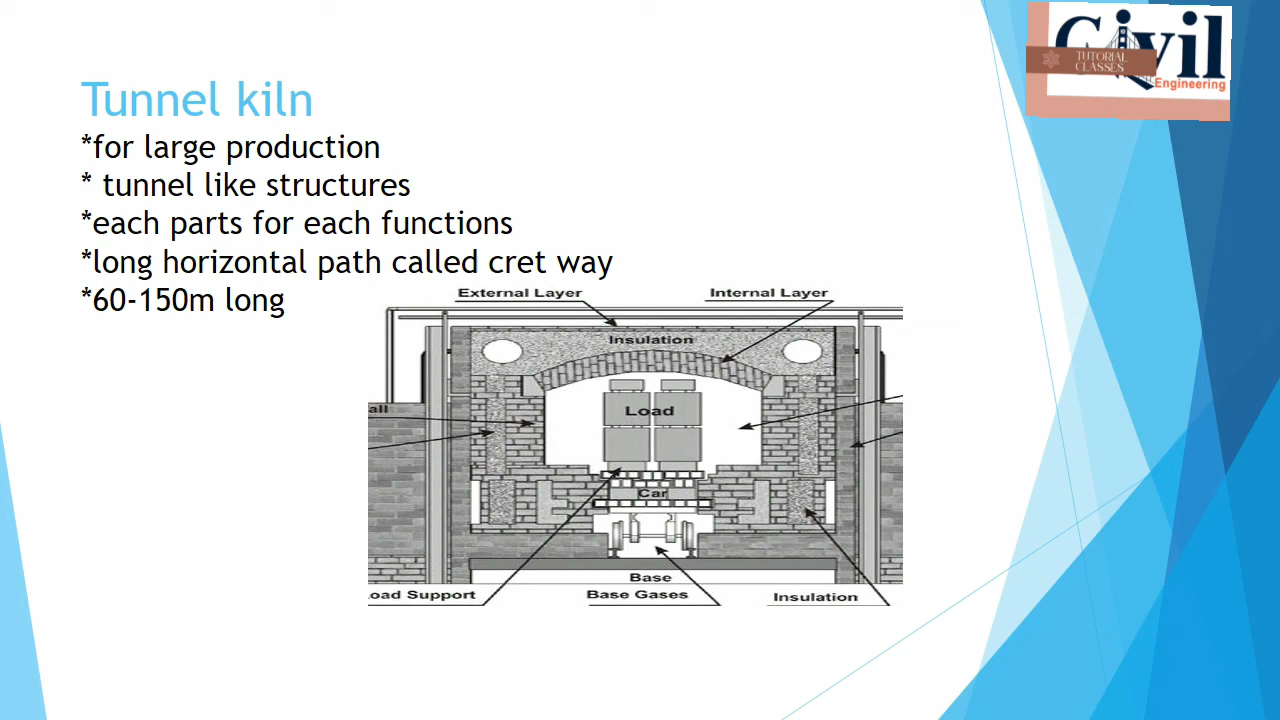 Civil
TUTORIAL
CLASSES
Engineering
Tunnel kiln
*for large production
* tunnel like structures
*each parts for each functions
*long horizontal path called cret way
*60-150m long
External Layer
Internal Layer
Insulation
Load
all
Car
Base
oad Support
Base Gases
Insulation